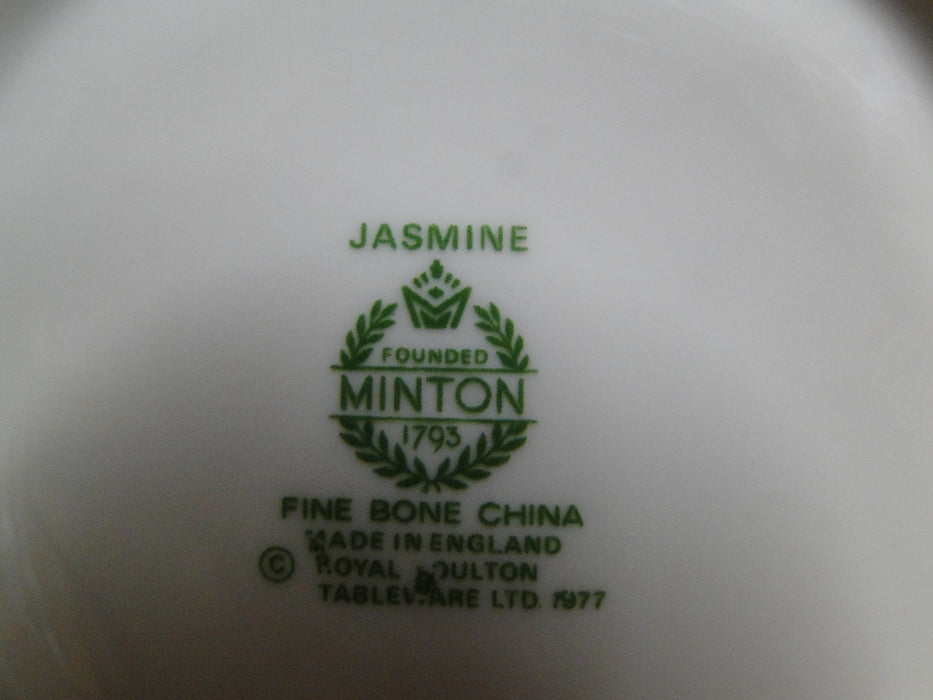 JASMINE
FOUNDED
MINTON
1793
FINE BONE CHINA
MADE IN ENGLAND
© ROYAL DOULTON
TABLEWARE LTD. 1977